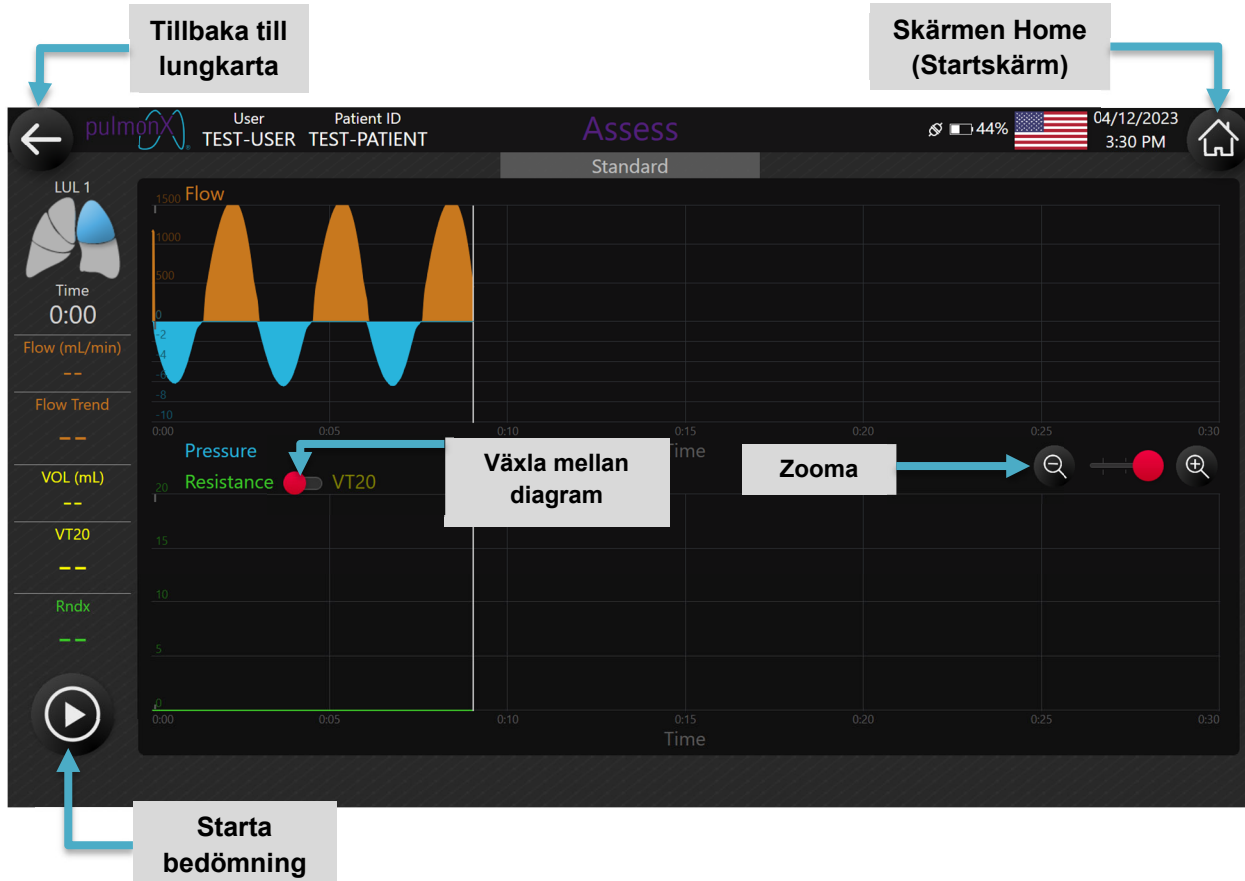 Tillbaka till
lungkarta
Skärmen Home
(Startskärm)
pulmonX
User
TEST-USER
Patient ID
TEST-PATIENT
Assess
44%
04/12/2023
3:30 PM
Standard
LUL 1
Time
0:00
Flow (mL/min)
--
Flow Trend
--
VOL (mL)
--
VT20
--
Rndx
--
Flow
1500
1000
500
0
-2
-4
-6
-8
-10
0:00 0:05 0:10 0:15 0:20 0:25 0:30
Time
Pressure
Resistance VT20
Växla mellan
diagram
Zooma
20
15
10
5
0
0:00 0:05 0:10 0:15 0:20 0:25 0:30
Time
Starta
bedömning